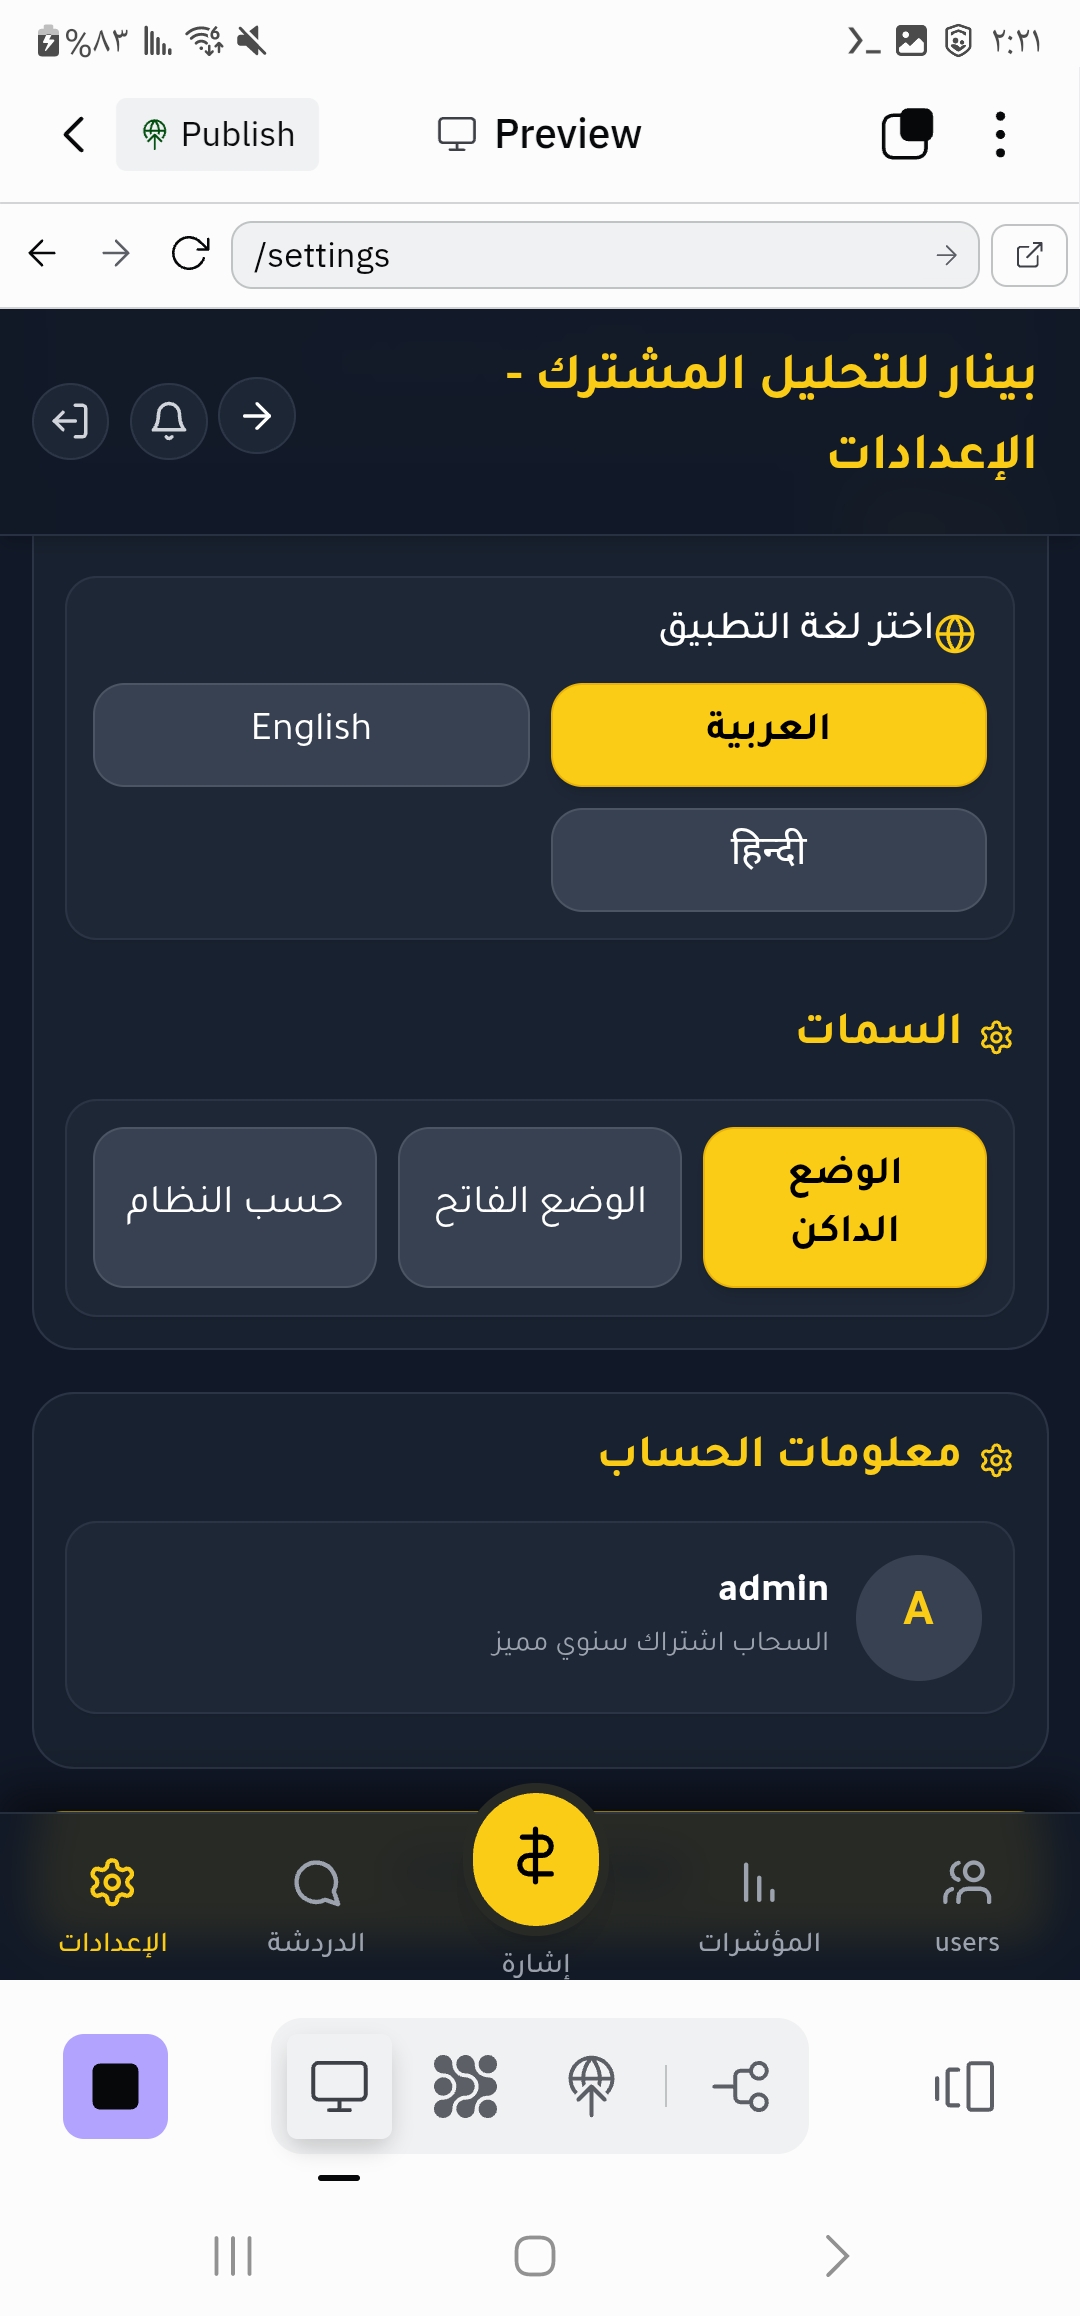 %٨٣
6
٢:٢١
Publish
Preview
/settings
بينار للتحليل المشترك -
الإعدادات
اختر لغة التطبيق
العربية
English
हिन्दी
السمات
الوضع
الداكن
الوضع الفاتح
حسب النظام
معلومات الحساب
A
admin
السحاب اشتراك سنوي مميز
users
المؤشرات
إشارة
الدردشة
الإعدادات